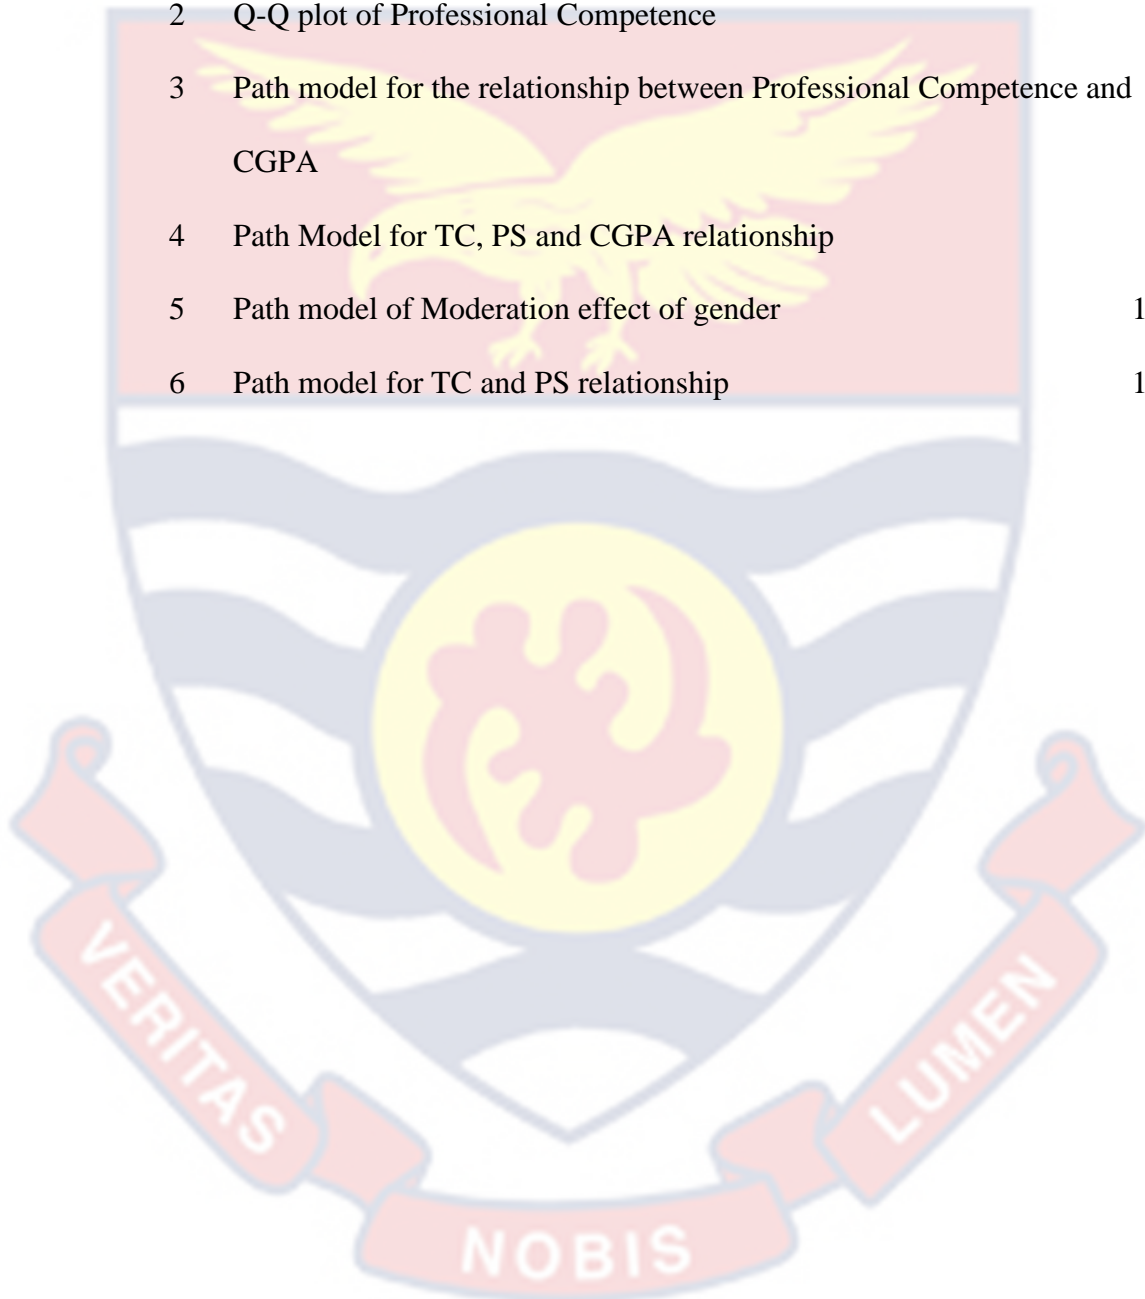 2 Q-Q plot of Professional Competence
3 Path model for the relationship between Professional Competence and
CGPA
4 Path Model for TC, PS and CGPA relationship
5 Path model of Moderation effect of gender 1
6 Path model for TC and PS relationship 1
VERITAS
NOBIS
LUMEN